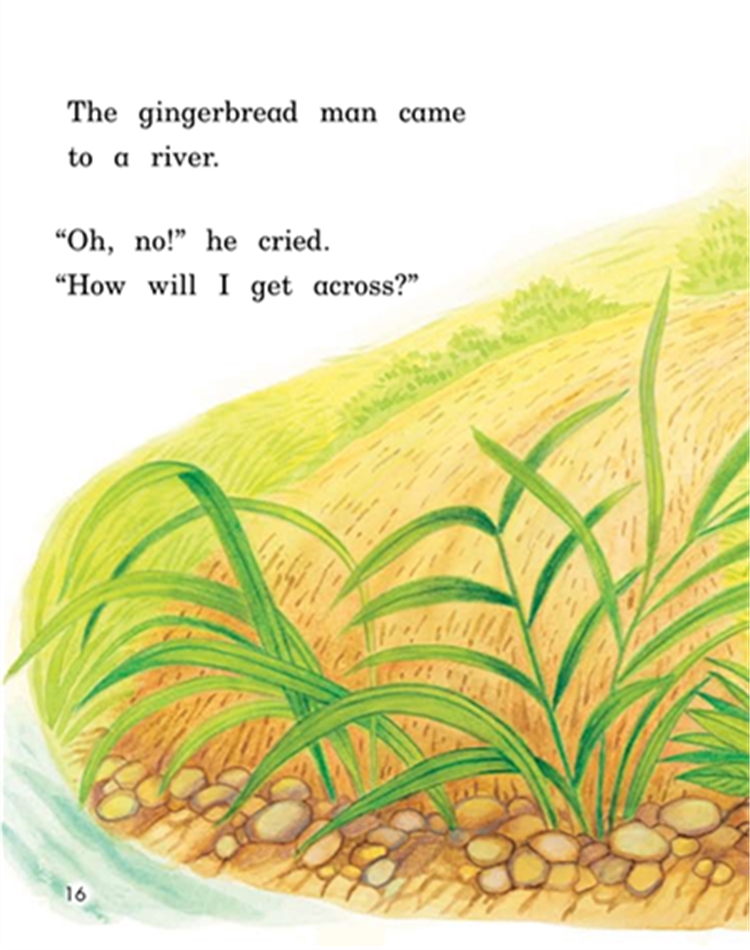 The gingerbread man came
to a river.
“Oh, no!” he cried.
“How will I get across?”
16